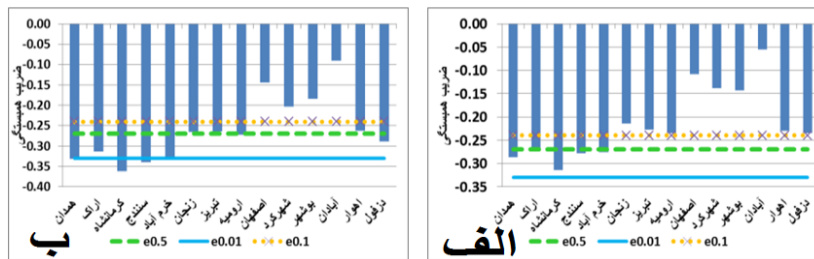 0.00
-0.05
-0.10
-0.15
-0.20
-0.25
-0.30
-0.35
ضریب همبستگی
همدان اراک کرمانشاه سنندج خرم آباد زنجان تبریز ارومیه اصفهان شهرکرد بوشهر آبادان اهواز دزفول
e0.5 e0.01 e0.1
الف
0.00
-0.05
-0.10
-0.15
-0.20
-0.25
-0.30
-0.35
-0.40
ضریب همبستگی
همدان اراک کرمانشاه سنندج خرم آباد زنجان تبریز ارومیه اصفهان شهرکرد بوشهر آبادان اهواز دزفول
e0.5 e0.01 e0.1
ب